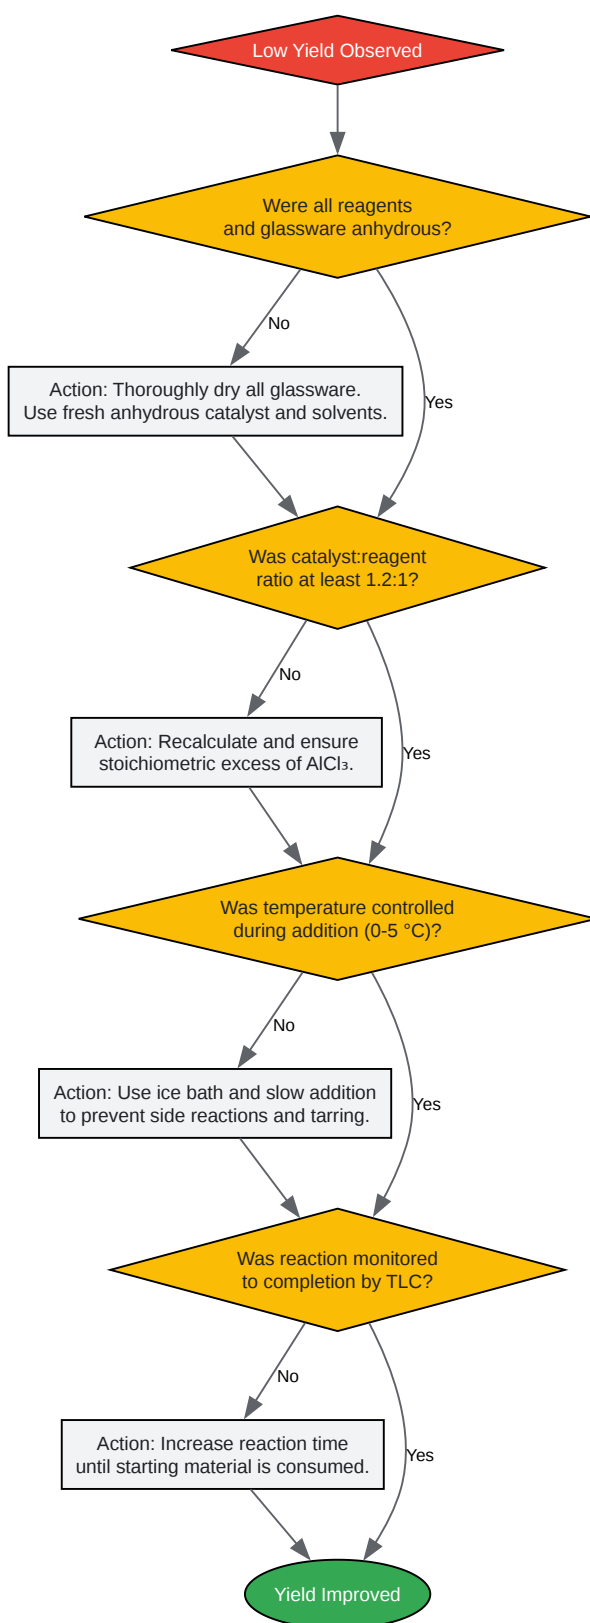 Low Yield Observed
Were all reagents
and glassware anhydrous?
No
Action: Thoroughly dry all glassware.
Use fresh anhydrous catalyst and solvents.
Yes
Was catalyst:reagent
ratio at least 1.2:1?
No
Action: Recalculate and ensure
stoichiometric excess of AlCl₃.
Yes
Was temperature controlled
during addition (0-5 °C)?
No
Action: Use ice bath and slow addition
to prevent side reactions and tarring.
Yes
Was reaction monitored
to completion by TLC?
No
Action: Increase reaction time
until starting material is consumed.
Yes
Yield Improved